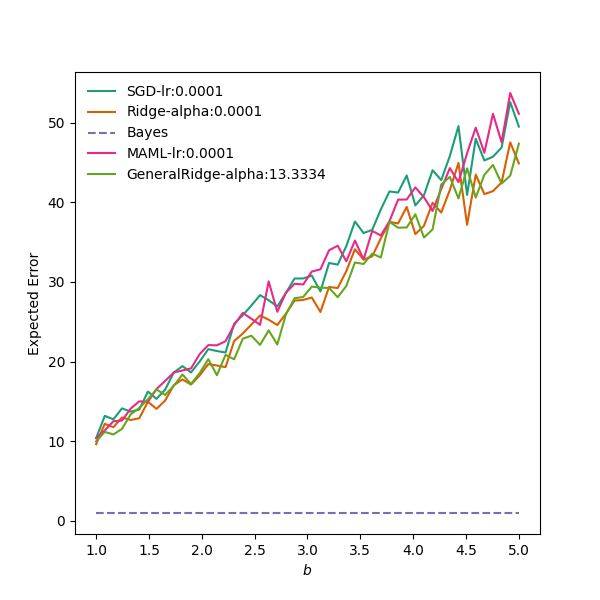 SGD-lr:0.0001
Ridge-alpha:0.0001
Bayes
MAML-lr:0.0001
GeneralRidge-alpha:13.3334
Expected Error
50
40
30
20
10
0
1.0 1.5 2.0 2.5 3.0 3.5 4.0 4.5 5.0
b